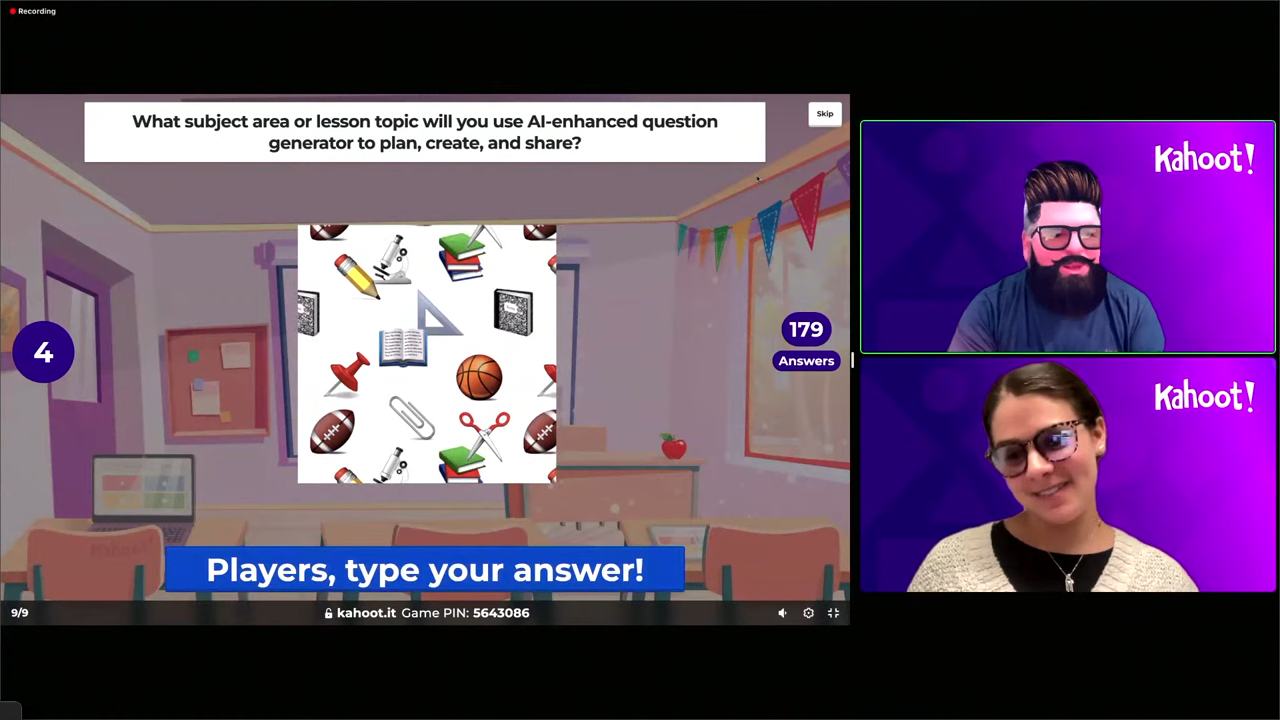 Recording
What subject area or lesson topic will you use AI-enhanced question
generator to plan, create, and share?
Skip
Kahoot!
4
179
Answers
Kahoot!
Players, type your answer!
9/9
kahoot.it Game PIN: 5643086